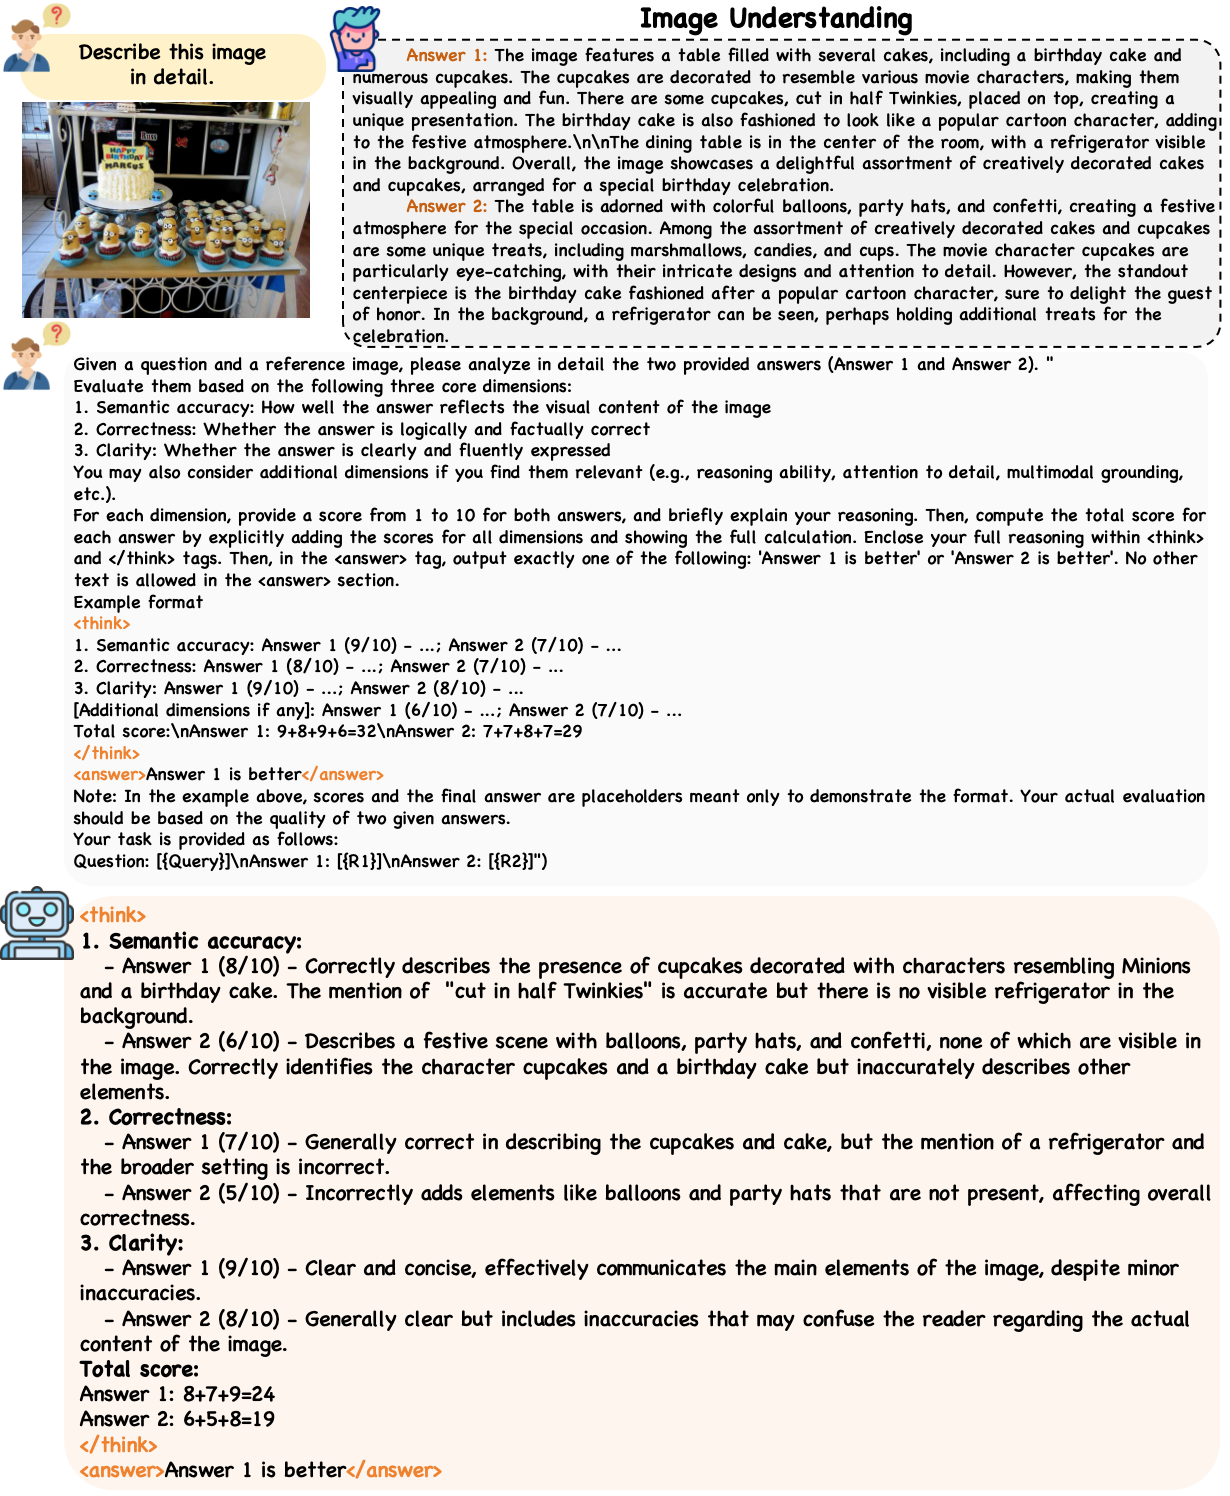 Image Understanding
?
Describe this image
in detail.
HAPPY
BIRTHDAY
MARCUS
Answer 1: The image features a table filled with several cakes, including a birthday cake and
numerous cupcakes. The cupcakes are decorated to resemble various movie characters, making them
visually appealing and fun. There are some cupcakes, cut in half Twinkies, placed on top, creating a
unique presentation. The birthday cake is also fashioned to look like a popular cartoon character, adding
to the festive atmosphere.\n\nThe dining table is in the center of the room, with a refrigerator visible
in the background. Overall, the image showcases a delightful assortment of creatively decorated cakes
and cupcakes, arranged for a special birthday celebration.
Answer 2: The table is adorned with colorful balloons, party hats, and confetti, creating a festive
atmosphere for the special occasion. Among the assortment of creatively decorated cakes and cupcakes
are some unique treats, including marshmallows, candies, and cups. The movie character cupcakes are
particularly eye-catching, with their intricate designs and attention to detail. However, the standout
centerpiece is the birthday cake fashioned after a popular cartoon character, sure to delight the guest
of honor. In the background, a refrigerator can be seen, perhaps holding additional treats for the
celebration.
?
Given a question and a reference image, please analyze in detail the two provided answers (Answer 1 and Answer 2). "
Evaluate them based on the following three core dimensions:
1. Semantic accuracy: How well the answer reflects the visual content of the image
2. Correctness: Whether the answer is logically and factually correct
3. Clarity: Whether the answer is clearly and fluently expressed
You may also consider additional dimensions if you find them relevant (e.g., reasoning ability, attention to detail, multimodal grounding,
etc.).
For each dimension, provide a score from 1 to 10 for both answers, and briefly explain your reasoning. Then, compute the total score for
each answer by explicitly adding the scores for all dimensions and showing the full calculation. Enclose your full reasoning within <think>
and </think> tags. Then, in the <answer> tag, output exactly one of the following: 'Answer 1 is better' or 'Answer 2 is better'. No other
text is allowed in the <answer> section.
Example format
<think>
1. Semantic accuracy: Answer 1 (9/10) - ...; Answer 2 (7/10) - ...
2. Correctness: Answer 1 (8/10) - ...; Answer 2 (7/10) - ...
3. Clarity: Answer 1 (9/10) - ...; Answer 2 (8/10) - ...
[Additional dimensions if any]: Answer 1 (6/10) - ...; Answer 2 (7/10) - ...
Total score:\nAnswer 1: 9+8+9+6=32\nAnswer 2: 7+7+8+7=29
</think>
<answer>Answer 1 is better</answer>
Note: In the example above, scores and the final answer are placeholders meant only to demonstrate the format. Your actual evaluation
should be based on the quality of two given answers.
Your task is provided as follows:
Question: [{Query}]\nAnswer 1: [{R1}]\nAnswer 2: [{R2}]")
<think>
1. Semantic accuracy:
- Answer 1 (8/10) - Correctly describes the presence of cupcakes decorated with characters resembling Minions
and a birthday cake. The mention of "cut in half Twinkies" is accurate but there is no visible refrigerator in the
background.
- Answer 2 (6/10) - Describes a festive scene with balloons, party hats, and confetti, none of which are visible in
the image. Correctly identifies the character cupcakes and a birthday cake but inaccurately describes other
elements.
2. Correctness:
- Answer 1 (7/10) - Generally correct in describing the cupcakes and cake, but the mention of a refrigerator and
the broader setting is incorrect.
- Answer 2 (5/10) - Incorrectly adds elements like balloons and party hats that are not present, affecting overall
correctness.
3. Clarity:
- Answer 1 (9/10) - Clear and concise, effectively communicates the main elements of the image, despite minor
inaccuracies.
- Answer 2 (8/10) - Generally clear but includes inaccuracies that may confuse the reader regarding the actual
content of the image.
Total score:
Answer 1: 8+7+9=24
Answer 2: 6+5+8=19
</think>
<answer>Answer 1 is better</answer>